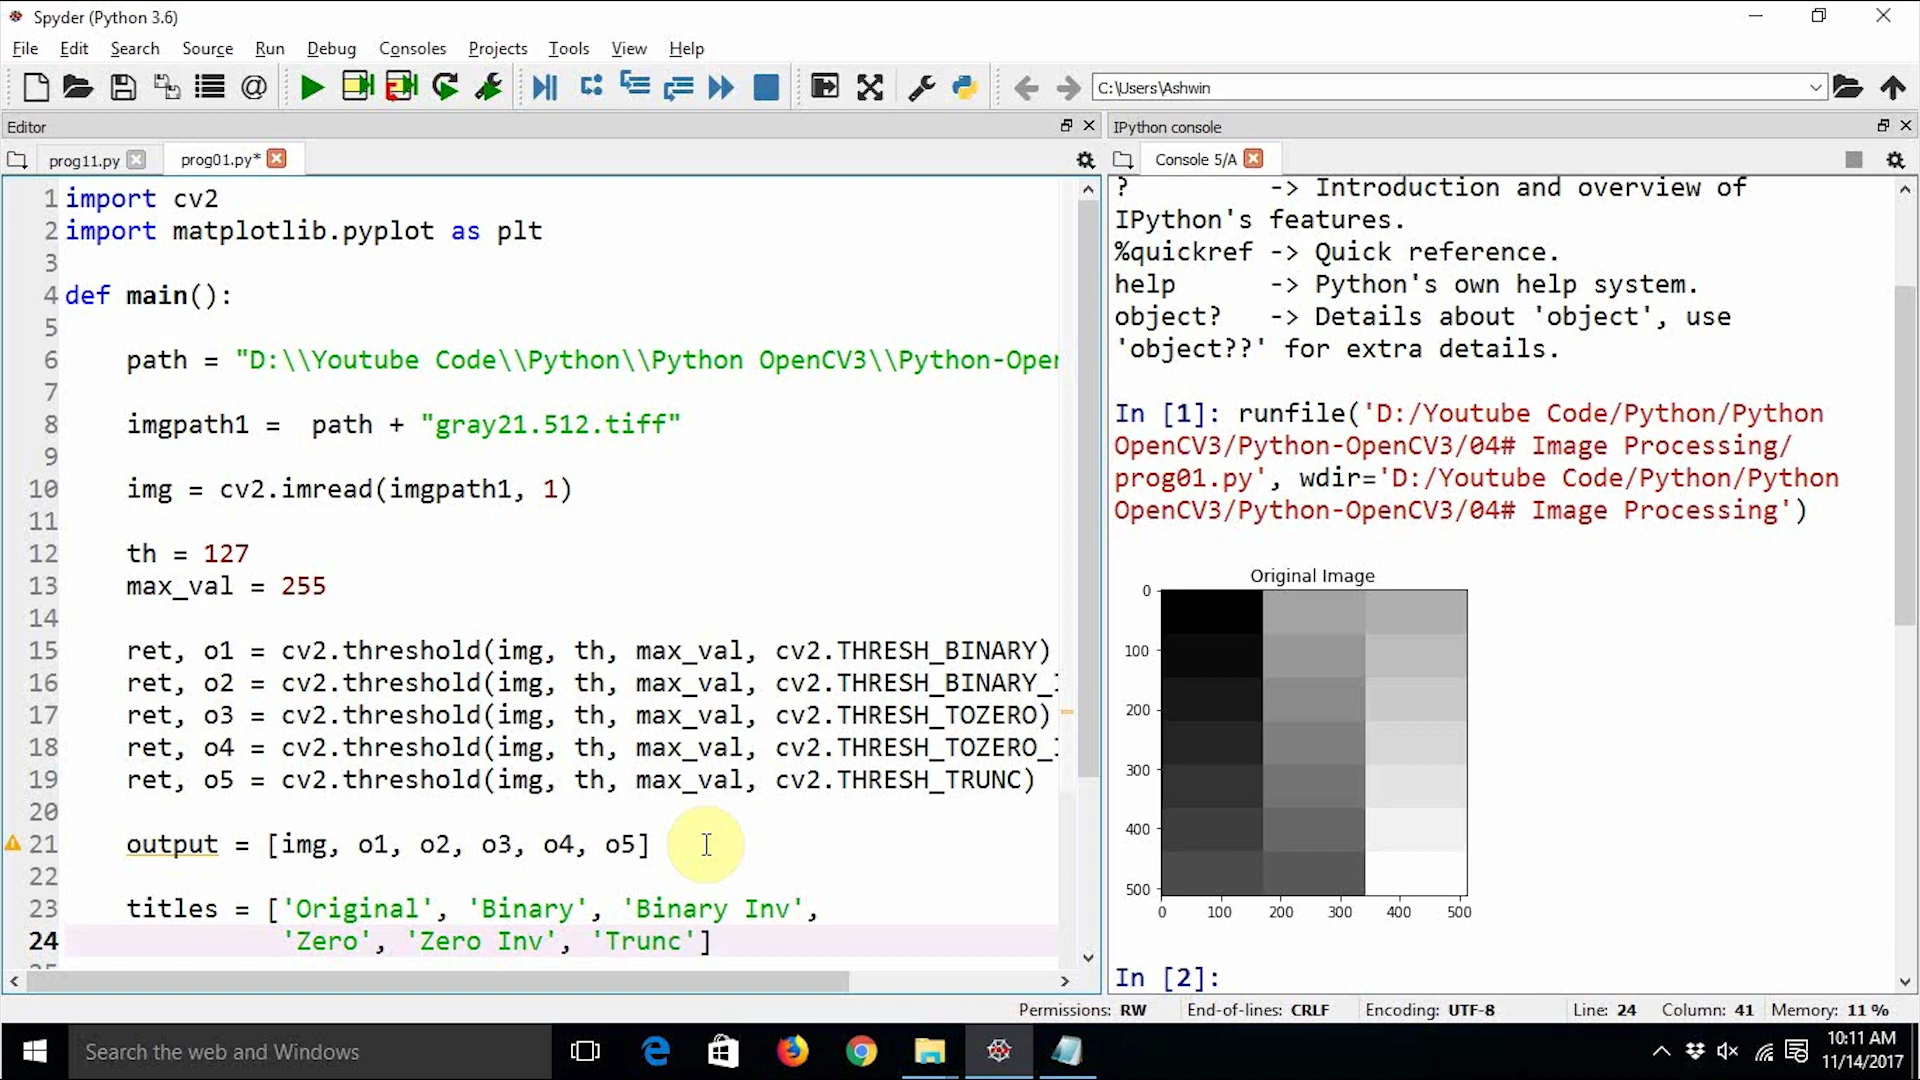 Spyder (Python 3.6)
File Edit Search Source Run Debug Consoles Projects Tools View Help
C:\Users\Ashwin
Editor
prog11.py
prog01.py*
1 import cv2
2 import matplotlib.pyplot as plt
3
4 def main():
5
6 path = "D:\\Youtube Code\\Python\\Python OpenCV3\\Python-Open
7
8 imgpath1 =  path + "gray21.512.tiff"
9
10 img = cv2.imread(imgpath1, 1)
11
12 th = 127
13 max_val = 255
14
15 ret, o1 = cv2.threshold(img, th, max_val, cv2.THRESH_BINARY)
16 ret, o2 = cv2.threshold(img, th, max_val, cv2.THRESH_BINARY_I
17 ret, o3 = cv2.threshold(img, th, max_val, cv2.THRESH_TOZERO)
18 ret, o4 = cv2.threshold(img, th, max_val, cv2.THRESH_TOZERO_I
19 ret, o5 = cv2.threshold(img, th, max_val, cv2.THRESH_TRUNC)
20
21 output = [img, o1, o2, o3, o4, o5]
22
23 titles = ['Original', 'Binary', 'Binary Inv',
24 'Zero', 'Zero Inv', 'Trunc']
25
IPython console
Console 5/A
? -> Introduction and overview of
IPython's features.
%quickref -> Quick reference.
help -> Python's own help system.
object? -> Details about 'object', use
'object??' for extra details.
In [1]: runfile('D:/Youtube Code/Python/Python
OpenCV3/Python-OpenCV3/04# Image Processing/
prog01.py', wdir='D:/Youtube Code/Python/Python
OpenCV3/Python-OpenCV3/04# Image Processing')
Original Image
0
100
200
300
400
500
0 100 200 300 400 500
In [2]:
Permissions: RW End-of-lines: CRLF Encoding: UTF-8 Line: 24 Column: 41 Memory: 11 %
Search the web and Windows
10:11 AM
11/14/2017